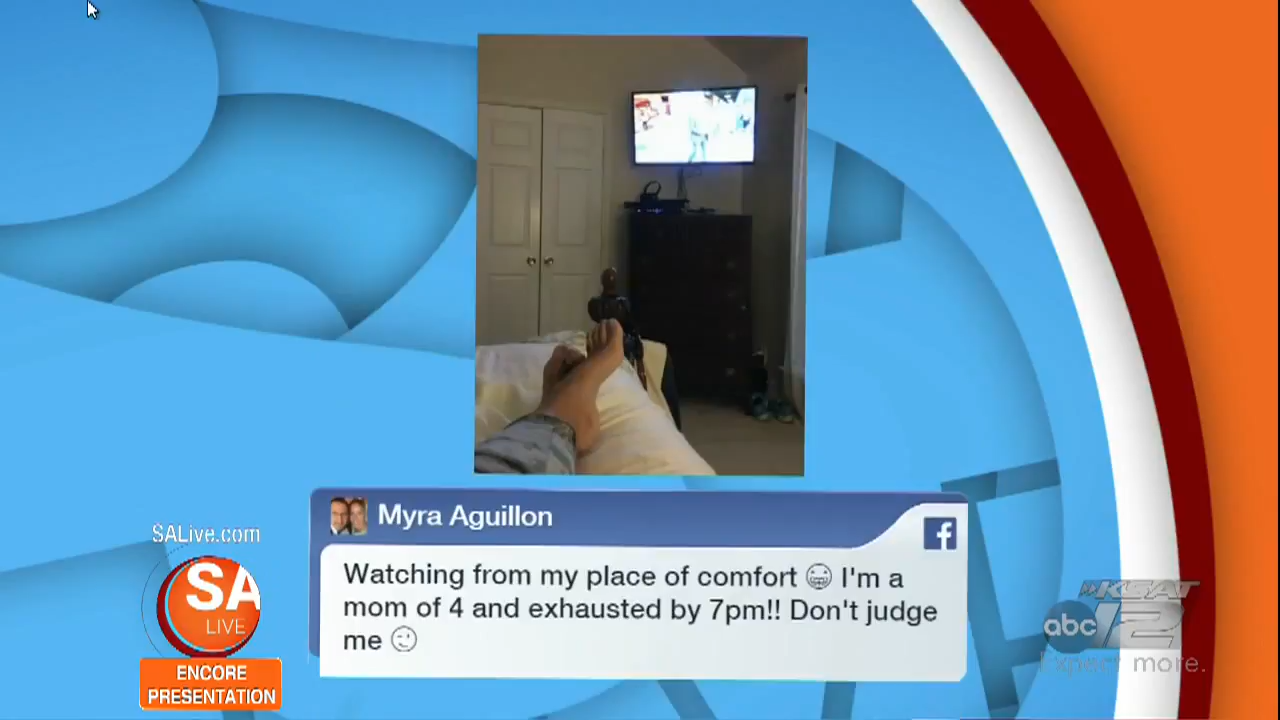 Myra Aguillon
f
Watching from my place of comfort 😁 I'm a
mom of 4 and exhausted by 7pm!! Don't judge
me 😉
SALive.com
SA
LIVE
ENCORE
PRESENTATION
KSAT
abc 12
Expect more.